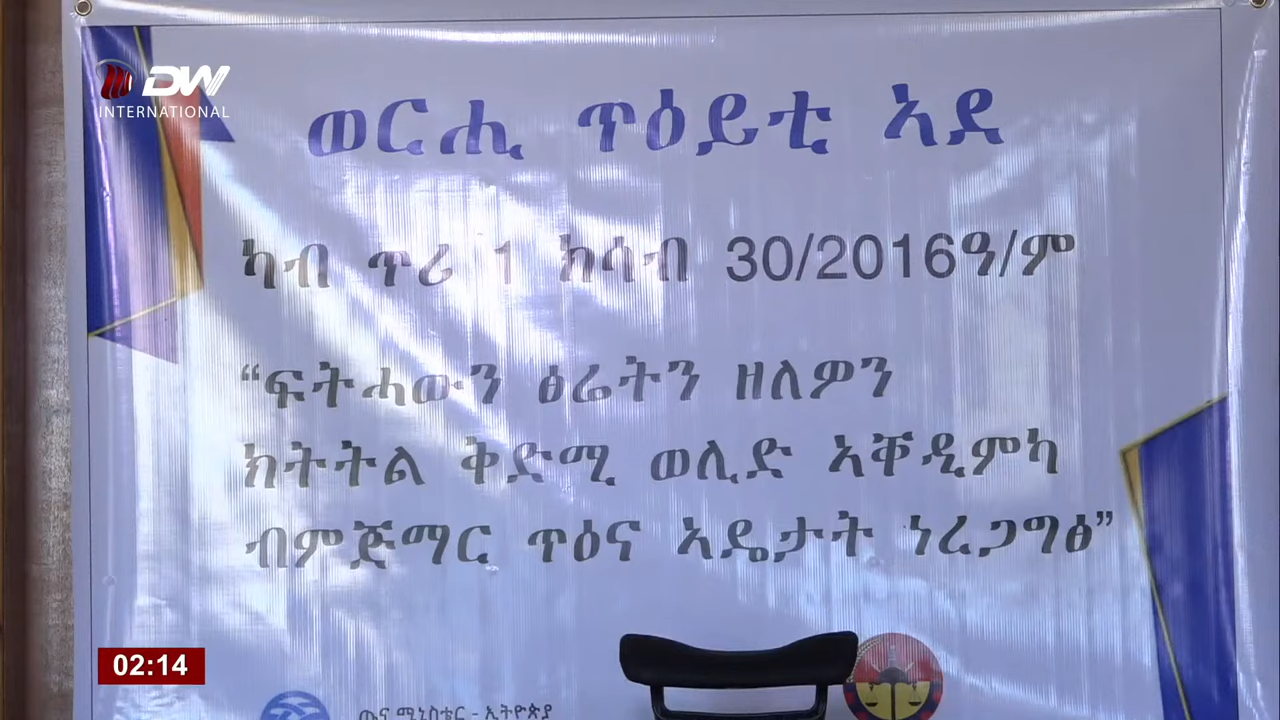 DW
INTERNATIONAL
ወርሒ ጥዕይቲ ኣደ
ካብ ጥሪ 1 ክሳብ 30/2016ዓ/ም
“ፍትሓውን ፅሬትን ዘለዎን
ክትትል ቅድሚ ወሊድ ኣቐዲምካ
ብምጅማር ጥዕና ኣዴታት ነረጋግፅ”
02:14
ጤና ሚኒስቴር - ኢትዮጵያ